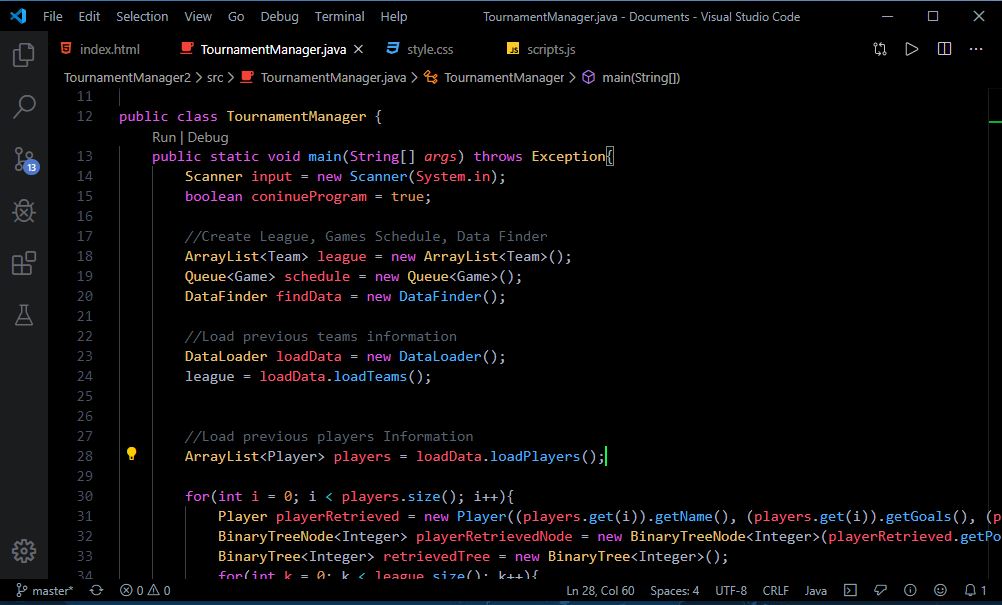 File Edit Selection View Go Debug Terminal Help TournamentManager.java - Documents - Visual Studio Code
index.html TournamentManager.java style.css scripts.js
TournamentManager2 > src > TournamentManager.java > TournamentManager > main(String[])
11
12 public class TournamentManager {
Run | Debug
13 public static void main(String[] args) throws Exception{
14 Scanner input = new Scanner(System.in);
15 boolean coninueProgram = true;
16
17 //Create League, Games Schedule, Data Finder
18 ArrayList<Team> league = new ArrayList<Team>();
19 Queue<Game> schedule = new Queue<Game>();
20 DataFinder findData = new DataFinder();
21
22 //Load previous teams information
23 DataLoader loadData = new DataLoader();
24 league = loadData.loadTeams();
25
26
27 //Load previous players Information
28 ArrayList<Player> players = loadData.loadPlayers();
29
30 for(int i = 0; i < players.size(); i++){
31 Player playerRetrieved = new Player((players.get(i)).getName(), (players.get(i)).getGoals(), (p
32 BinaryTreeNode<Integer> playerRetrievedNode = new BinaryTreeNode<Integer>(playerRetrieved.getPo
33 BinaryTree<Integer> retrievedTree = new BinaryTree<Integer>();
34 for(int k = 0; k < league.size(); k++){
13
master* 0 0 Ln 28, Col 60 Spaces: 4 UTF-8 CRLF Java 1